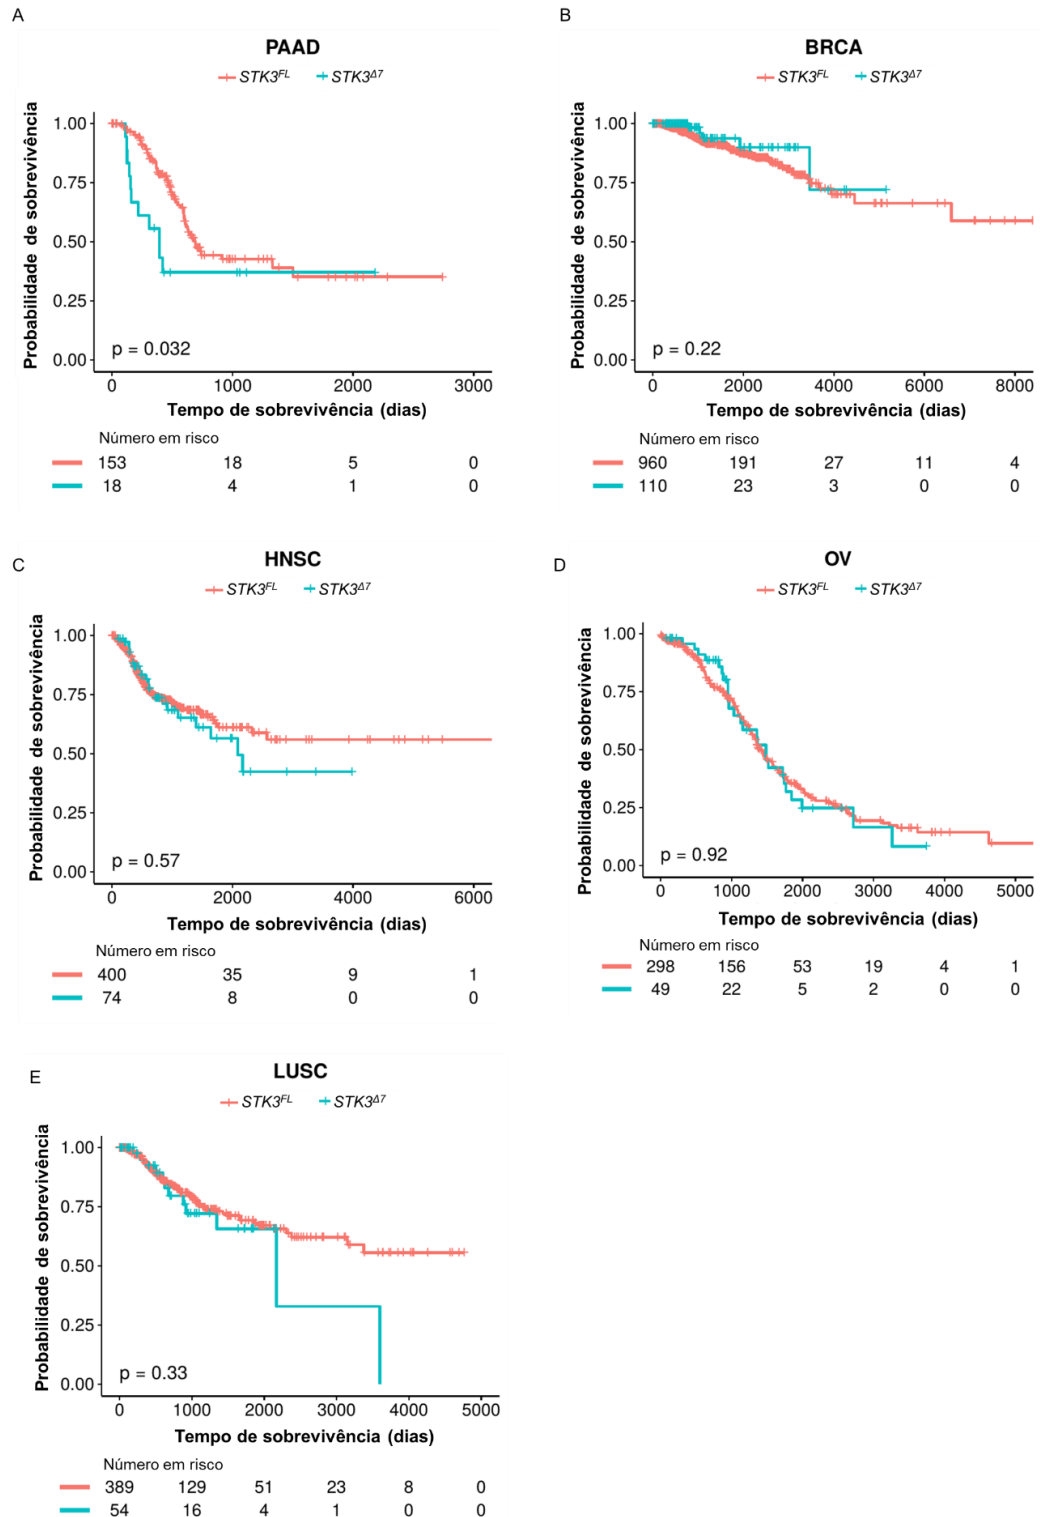 A
PAAD
STK3FL STK3Δ7
Probabilidade de sobrevivência
1.00
0.75
0.50
0.25
0.00
p = 0.032
0 1000 2000 3000
Tempo de sobrevivência (dias)
Número em risco
153 18 5 0
18 4 1 0
B
BRCA
STK3FL STK3Δ7
Probabilidade de sobrevivência
1.00
0.75
0.50
0.25
0.00
p = 0.22
0 2000 4000 6000 8000
Tempo de sobrevivência (dias)
Número em risco
960 191 27 11 4
110 23 3 0 0
C
HNSC
STK3FL STK3Δ7
Probabilidade de sobrevivência
1.00
0.75
0.50
0.25
0.00
p = 0.57
0 2000 4000 6000
Tempo de sobrevivência (dias)
Número em risco
400 35 9 1
74 8 0 0
D
OV
STK3FL STK3Δ7
Probabilidade de sobrevivência
1.00
0.75
0.50
0.25
0.00
p = 0.92
0 1000 2000 3000 4000 5000
Tempo de sobrevivência (dias)
Número em risco
298 156 53 19 4 1
49 22 5 2 0 0
E
LUSC
STK3FL STK3Δ7
Probabilidade de sobrevivência
1.00
0.75
0.50
0.25
0.00
p = 0.33
0 1000 2000 3000 4000 5000
Tempo de sobrevivência (dias)
Número em risco
389 129 51 23 8 0
54 16 4 1 0 0